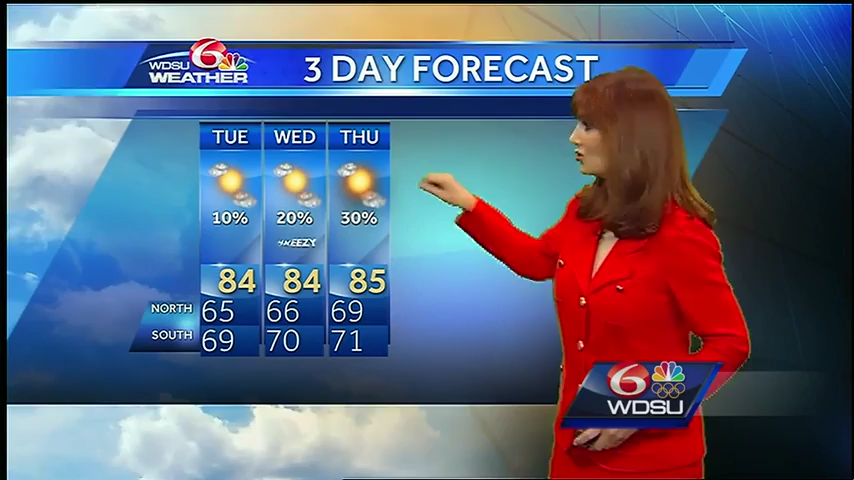 WDSU 6
WEATHER
3 DAY FORECAST
TUE WED THU
10% 20% 30%
84 84 85
NORTH 65 66 69
SOUTH 69 70 71
6
WDSU